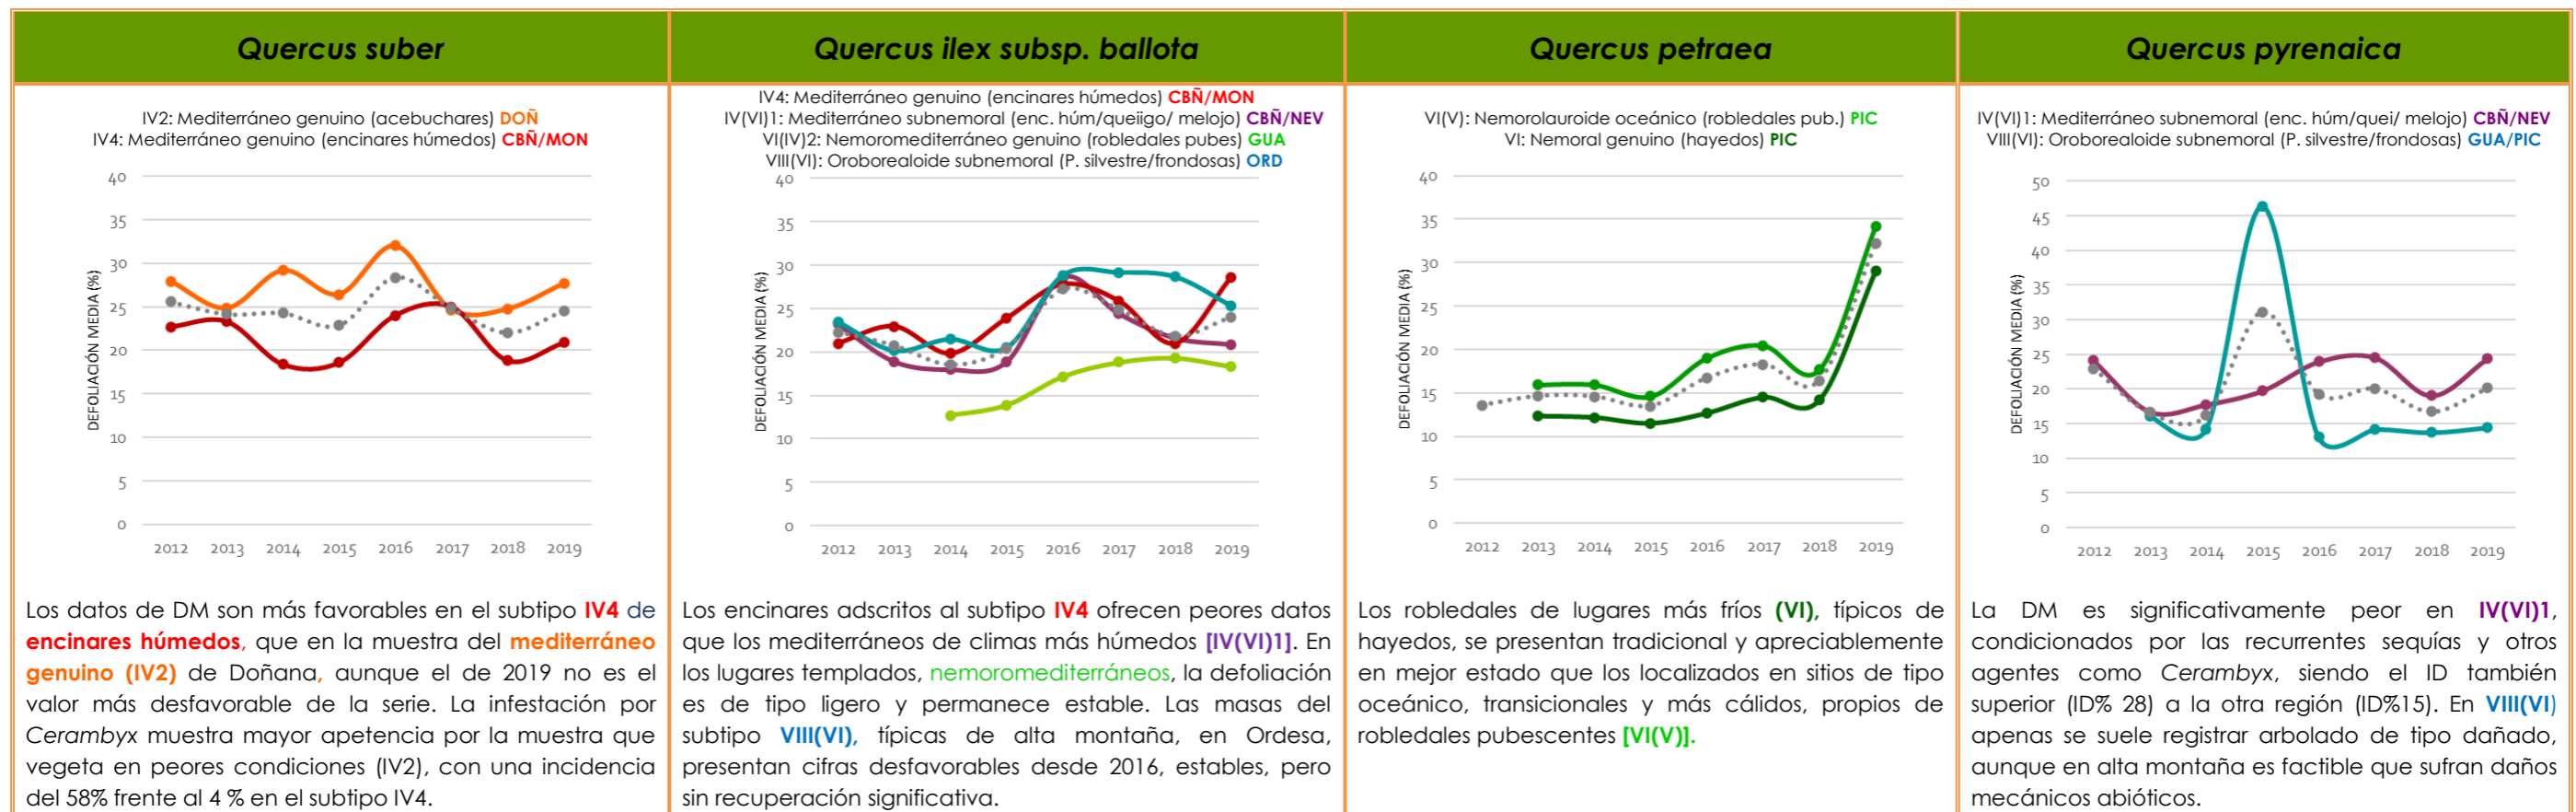 Quercus suber
IV2: Mediterráneo genuino (acebuchares) DOÑ
IV4: Mediterráneo genuino (encinares húmedos) CBÑ/MON
DEFOLIACIÓN MEDIA (%)
40
35
30
25
20
15
10
5
0
2012 2013 2014 2015 2016 2017 2018 2019
Los datos de DM son más favorables en el subtipo IV4 de
encinares húmedos, que en la muestra del mediterráneo
genuino (IV2) de Doñana, aunque el de 2019 no es el
valor más desfavorable de la serie. La infestación por
Cerambyx muestra mayor apetencia por la muestra que
vegeta en peores condiciones (IV2), con una incidencia
del 58% frente al 4 % en el subtipo IV4.
Quercus ilex subsp. ballota
IV4: Mediterráneo genuino (encinares húmedos) CBÑ/MON
IV(VI)1: Mediterráneo subnemoral (enc. húm/queiigo/ melojo) CBÑ/NEV
VI(IV)2: Nemoromediterráneo genuino (robledales pubes) GUA
VIII(VI): Oroborealoide subnemoral (P. silvestre/frondosas) ORD
DEFOLIACIÓN MEDIA (%)
40
35
30
25
20
15
10
5
0
2012 2013 2014 2015 2016 2017 2018 2019
Los encinares adscritos al subtipo IV4 ofrecen peores datos
que los mediterráneos de climas más húmedos [IV(VI)1]. En
los lugares templados, nemoromediterráneos, la defoliación
es de tipo ligero y permanece estable. Las masas del
subtipo VIII(VI), típicas de alta montaña, en Ordesa,
presentan cifras desfavorables desde 2016, estables, pero
sin recuperación significativa.
Quercus petraea
VI(V): Nemorolauroide oceánico (robledales pub.) PIC
VI: Nemoral genuino (hayedos) PIC
DEFOLIACIÓN MEDIA (%)
40
35
30
25
20
15
10
5
0
2012 2013 2014 2015 2016 2017 2018 2019
Los robledales de lugares más fríos (VI), típicos de
hayedos, se presentan tradicional y apreciablemente
en mejor estado que los localizados en sitios de tipo
oceánico, transicionales y más cálidos, propios de
robledales pubescentes [VI(V)].
Quercus pyrenaica
IV(VI)1: Mediterráneo subnemoral (enc. húm/quei/ melojo) CBÑ/NEV
VIII(VI): Oroborealoide subnemoral (P. silvestre/frondosas) GUA/PIC
DEFOLIACIÓN MEDIA (%)
50
45
40
35
30
25
20
15
10
5
0
2012 2013 2014 2015 2016 2017 2018 2019
La DM es significativamente peor en IV(VI)1,
condicionados por las recurrentes sequías y otros
agentes como Cerambyx, siendo el ID también
superior (ID% 28) a la otra región (ID%15). En VIII(VI)
apenas se suele registrar arbolado de tipo dañado,
aunque en alta montaña es factible que sufran daños
mecánicos abióticos.